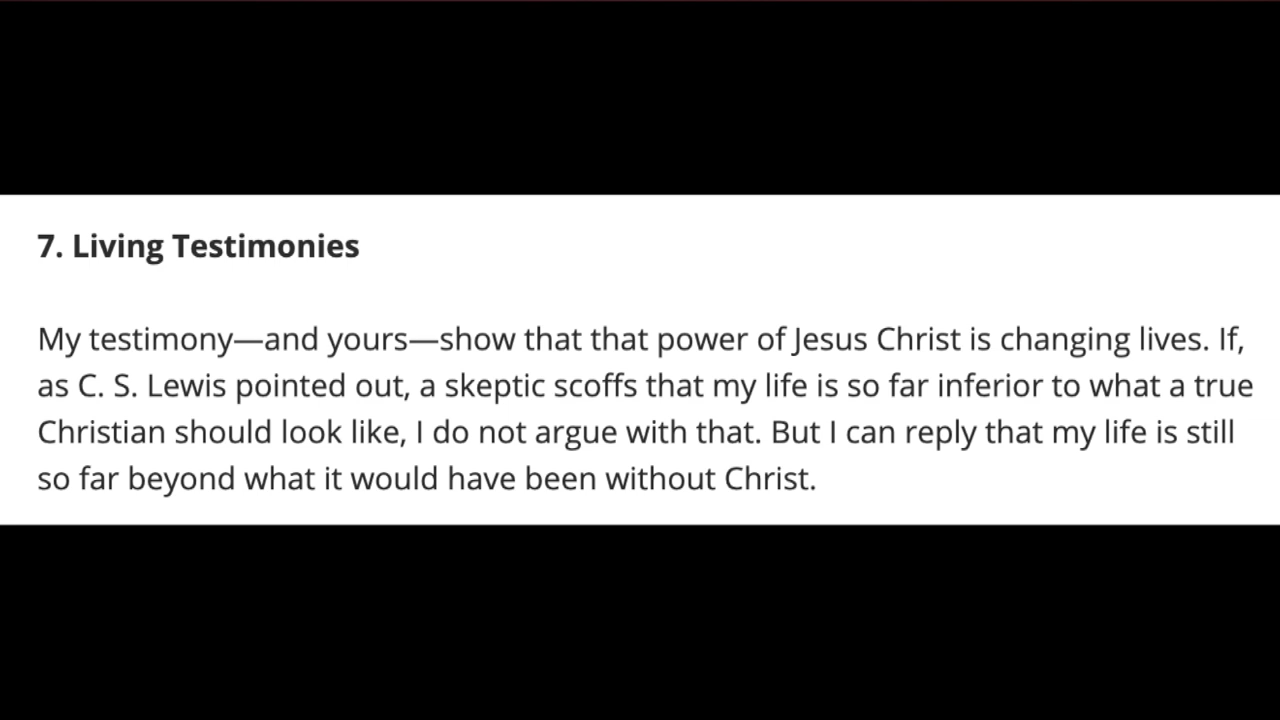 7. Living Testimonies
My testimony—and yours—show that that power of Jesus Christ is changing lives. If,
as C. S. Lewis pointed out, a skeptic scoffs that my life is so far inferior to what a true
Christian should look like, I do not argue with that. But I can reply that my life is still
so far beyond what it would have been without Christ.